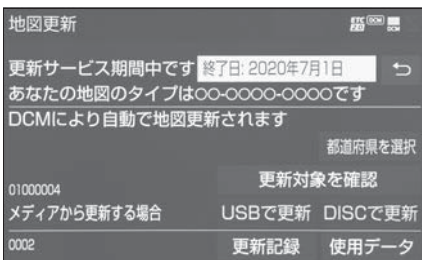 地図更新
ETC 2.0 DCM
更新サービス期間中です 終了日: 2020年7月1日
あなたの地図のタイプは○○-○○○○-○○○○です
DCMにより自動で地図更新されます
都道府県を選択
更新対象を確認
01000004
メディアから更新する場合 USBで更新 DISCで更新
0002 更新記録 使用データ